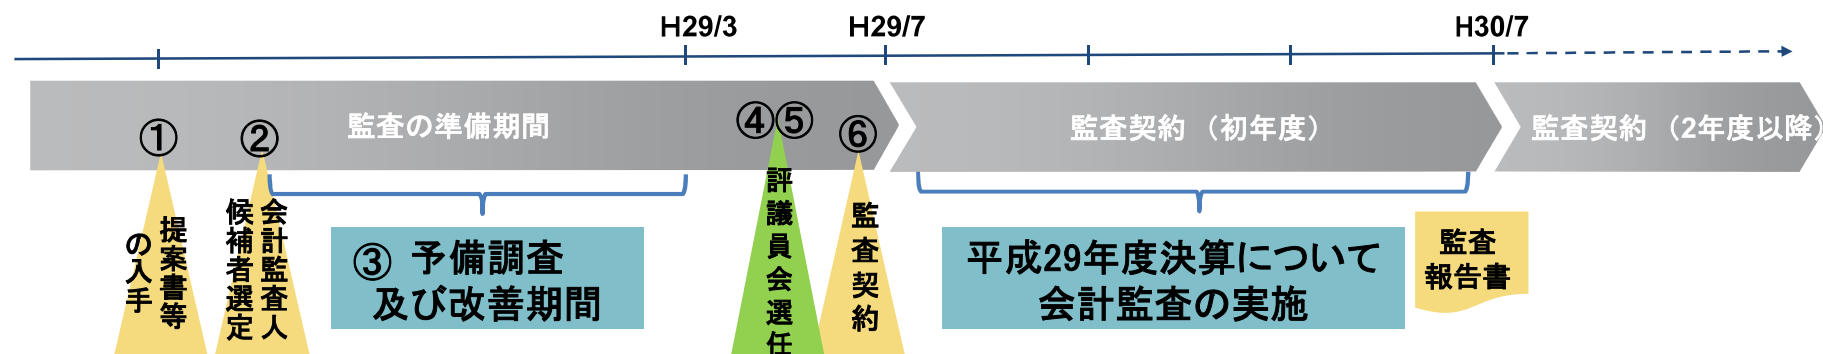 H29/3
H29/7
H30/7
監査の準備期間
監査契約（初年度）
監査契約（2年度以降）
①
②
④⑤
⑥
提案書等
の入手
会計監査人
候補者選定
③ 予備調査
及び改善期間
評議員会選任
監査契約
平成29年度決算について
会計監査の実施
監査
報告書